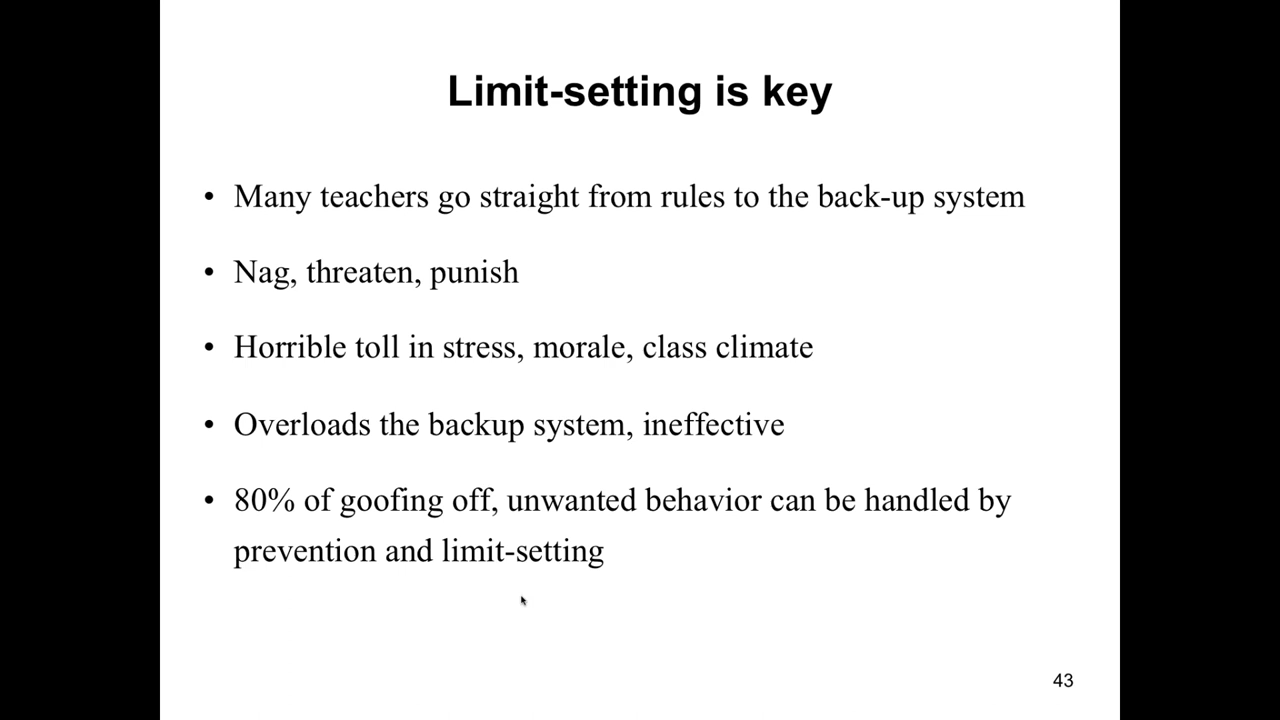 Limit-setting is key
• Many teachers go straight from rules to the back-up system
• Nag, threaten, punish
• Horrible toll in stress, morale, class climate
• Overloads the backup system, ineffective
• 80% of goofing off, unwanted behavior can be handled by
prevention and limit-setting
43